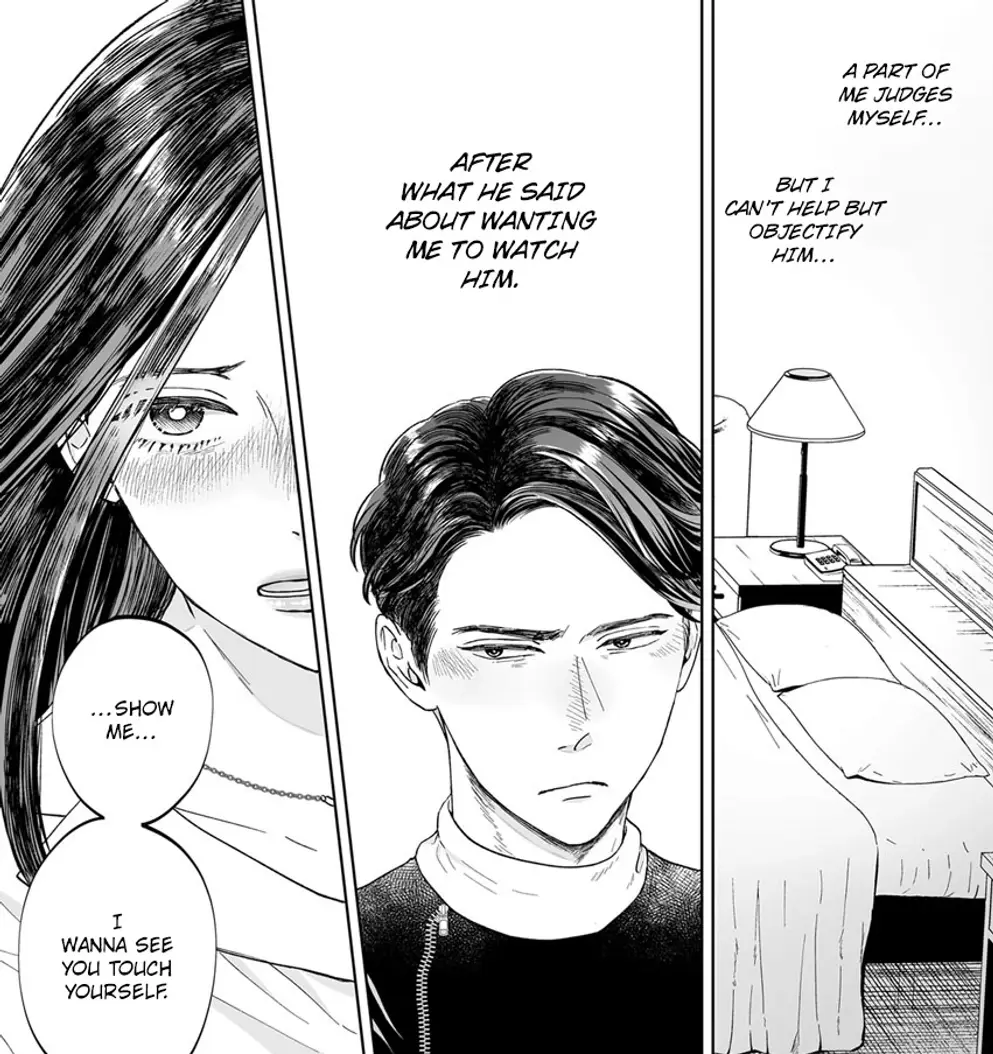 A PART OF
ME JUDGES
MYSELF...
BUT I
CAN'T HELP BUT
OBJECTIFY
HIM...
AFTER
WHAT HE SAID
ABOUT WANTING
ME TO WATCH
HIM.
...SHOW
ME...
I
WANNA SEE
YOU TOUCH
YOURSELF.